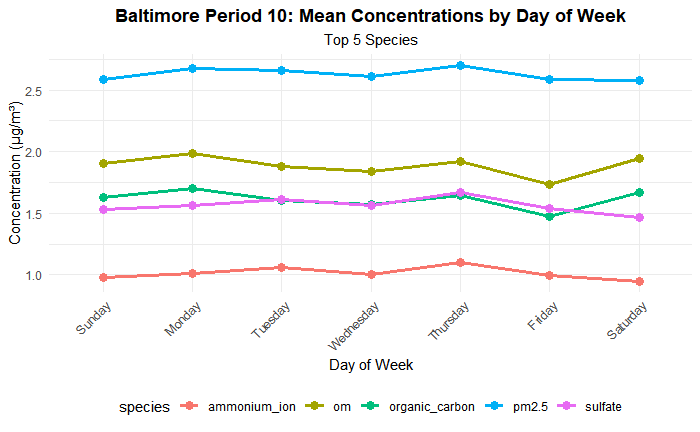 Baltimore Period 10: Mean Concentrations by Day of Week
Top 5 Species
Concentration (µg/m³)
2.5
2.0
1.5
1.0
Sunday
Monday
Tuesday
Wednesday
Thursday
Friday
Saturday
Day of Week
species ammonium_ion om organic_carbon pm2.5 sulfate